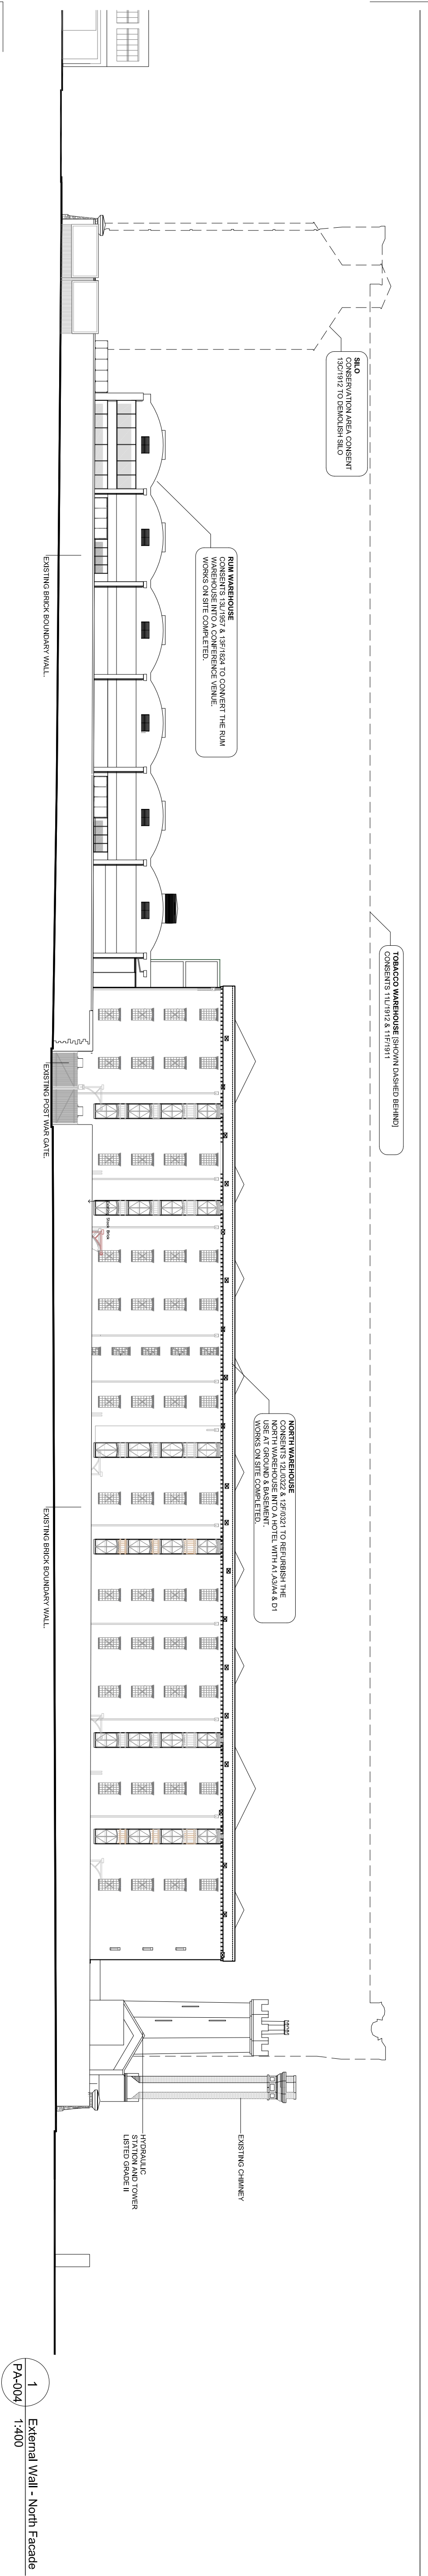 SILO
CONSERVATION AREA CONSENT
13C/1912 TO DEMOLISH SILO
TOBACCO WAREHOUSE [SHOWN DASHED BEHIND]
CONSENTS 11L/1912 & 11F/1911
RUM WAREHOUSE
CONSENTS 13L/1957 & 13F/1824 TO CONVERT THE RUM
WAREHOUSE INTO A CONFERENCE VENUE.
WORKS ON SITE COMPLETED.
NORTH WAREHOUSE
CONSENTS 12L/0322 & 12F/0321 TO REFURBISH THE
NORTH WAREHOUSE INTO A HOTEL WITH A1,A3/A4 & D1
USE AT GROUND & BASEMENT.
WORKS ON SITE COMPLETED.
EXISTING BRICK BOUNDARY WALL.
EXISTING POST WAR GATE.
EXISTING BRICK BOUNDARY WALL.
EXISTING CHIMNEY
HYDRAULIC
STATION AND TOWER
LISTED GRADE II
1
PA-004
External Wall - North Facade
1:400